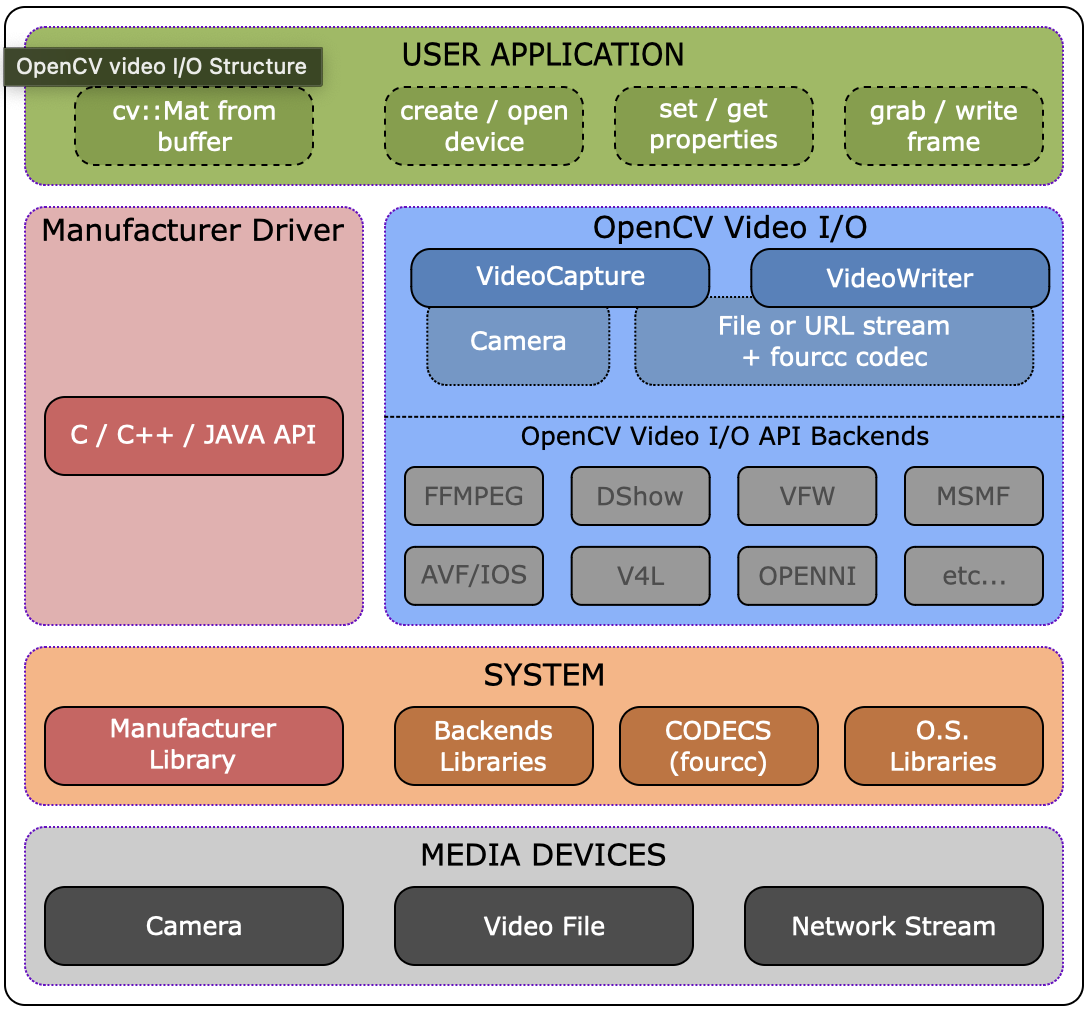 USER APPLICATION
OpenCV video I/O Structure
cv::Mat from
buffer
create / open
device
set / get
properties
grab / write
frame
Manufacturer Driver
C / C++ / JAVA API
OpenCV Video I/O
VideoCapture
VideoWriter
Camera
File or URL stream
+ fourcc codec
OpenCV Video I/O API Backends
FFMPEG
DShow
VFW
MSMF
AVF/IOS
V4L
OPENNI
etc...
SYSTEM
Manufacturer
Library
Backends
Libraries
CODECS
(fourcc)
O.S.
Libraries
MEDIA DEVICES
Camera
Video File
Network Stream